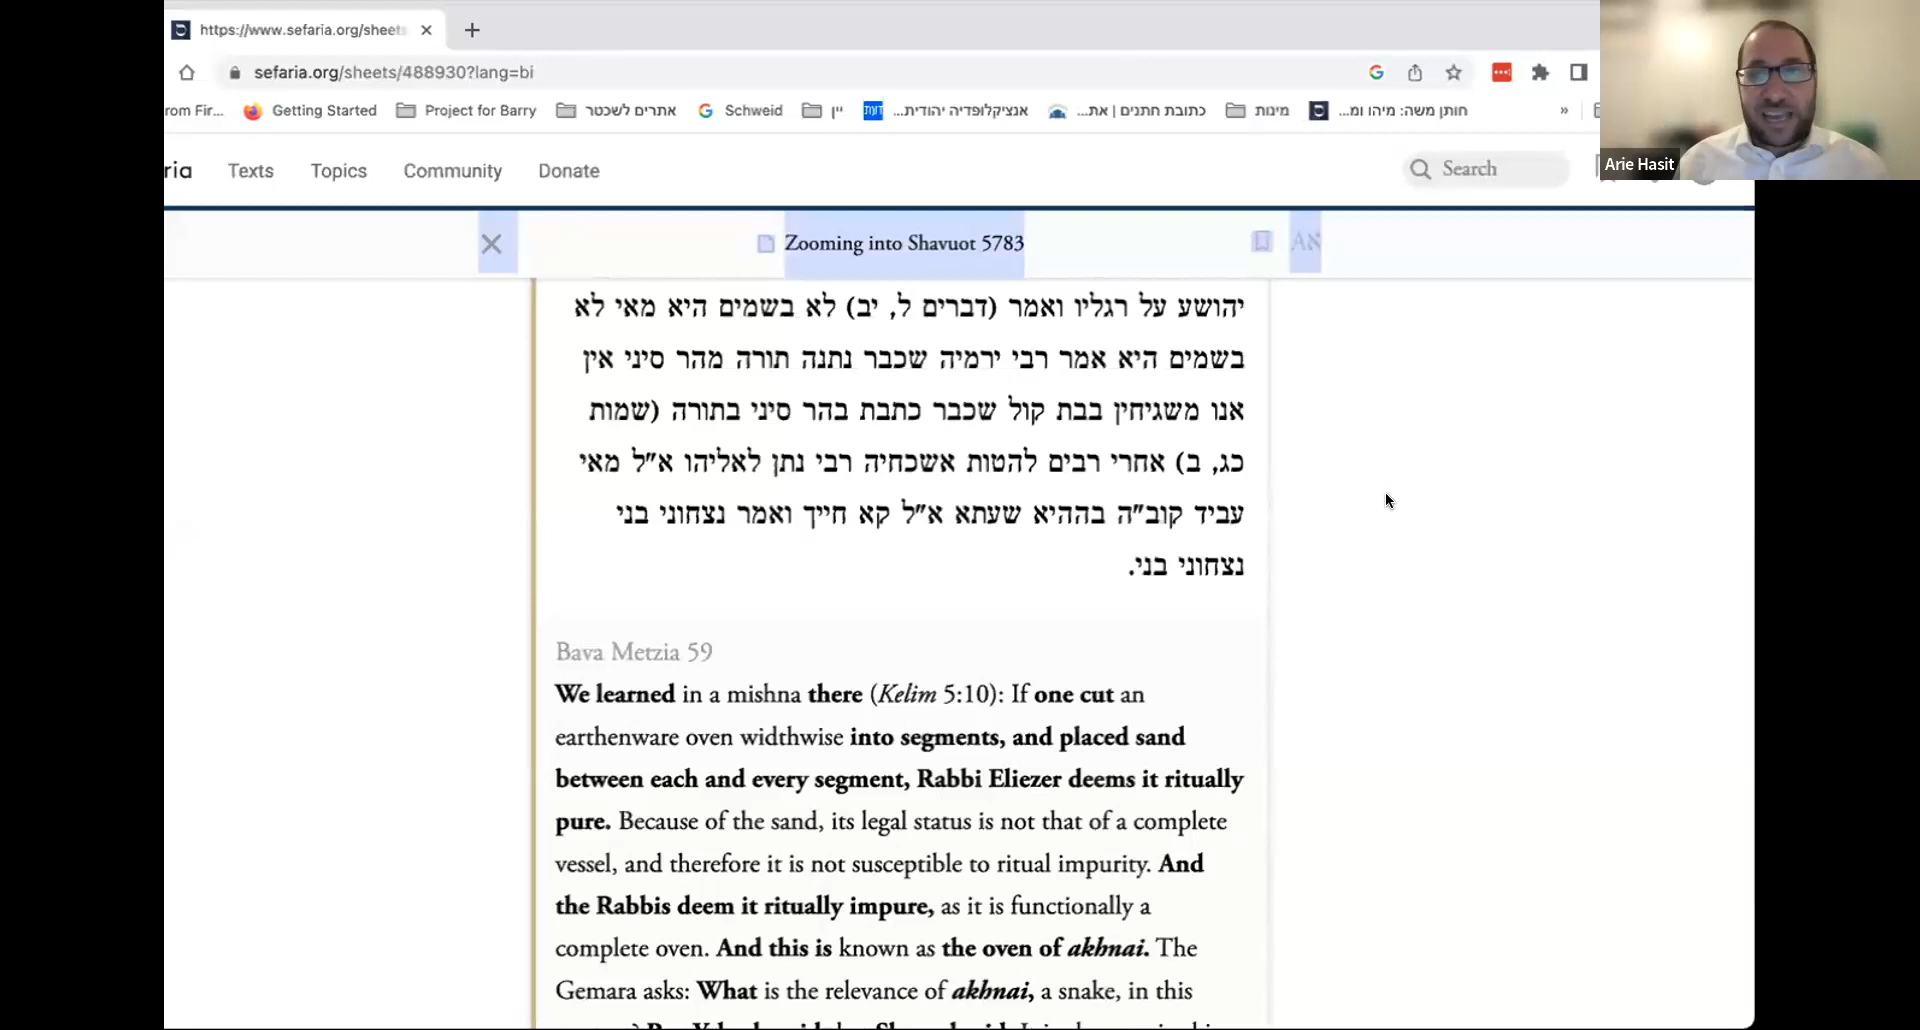 https://www.sefaria.org/sheets
sefaria.org/sheets/488930?lang=bi
rom Fir... Getting Started Project for Barry אתרים לשכטר Schweid יין אנציקלופדיה יהודית... כתובת חתנים | את... מינות חותן משה: מיהו ומ... »
ria Texts Topics Community Donate Search
Arie Hasit
Zooming into Shavuot 5783 אA
יהושע על רגליו ואמר (דברים ל, יב) לא בשמים היא מאי לא
בשמים היא אמר רבי ירמיה שכבר נתנה תורה מהר סיני אין
אנו משגיחין בבת קול שכבר כתבת בהר סיני בתורה (שמות
כג, ב) אחרי רבים להטות אשכחיה רבי נתן לאליהו א"ל מאי
עביד קוב"ה בההיא שעתא א"ל קא חייך ואמר נצחוני בני
נצחוני בני.
Bava Metzia 59
We learned in a mishna there (Kelim 5:10): If one cut an
earthenware oven widthwise into segments, and placed sand
between each and every segment, Rabbi Eliezer deems it ritually
pure. Because of the sand, its legal status is not that of a complete
vessel, and therefore it is not susceptible to ritual impurity. And
the Rabbis deem it ritually impure, as it is functionally a
complete oven. And this is known as the oven of akhnai. The
Gemara asks: What is the relevance of akhnai, a snake, in this